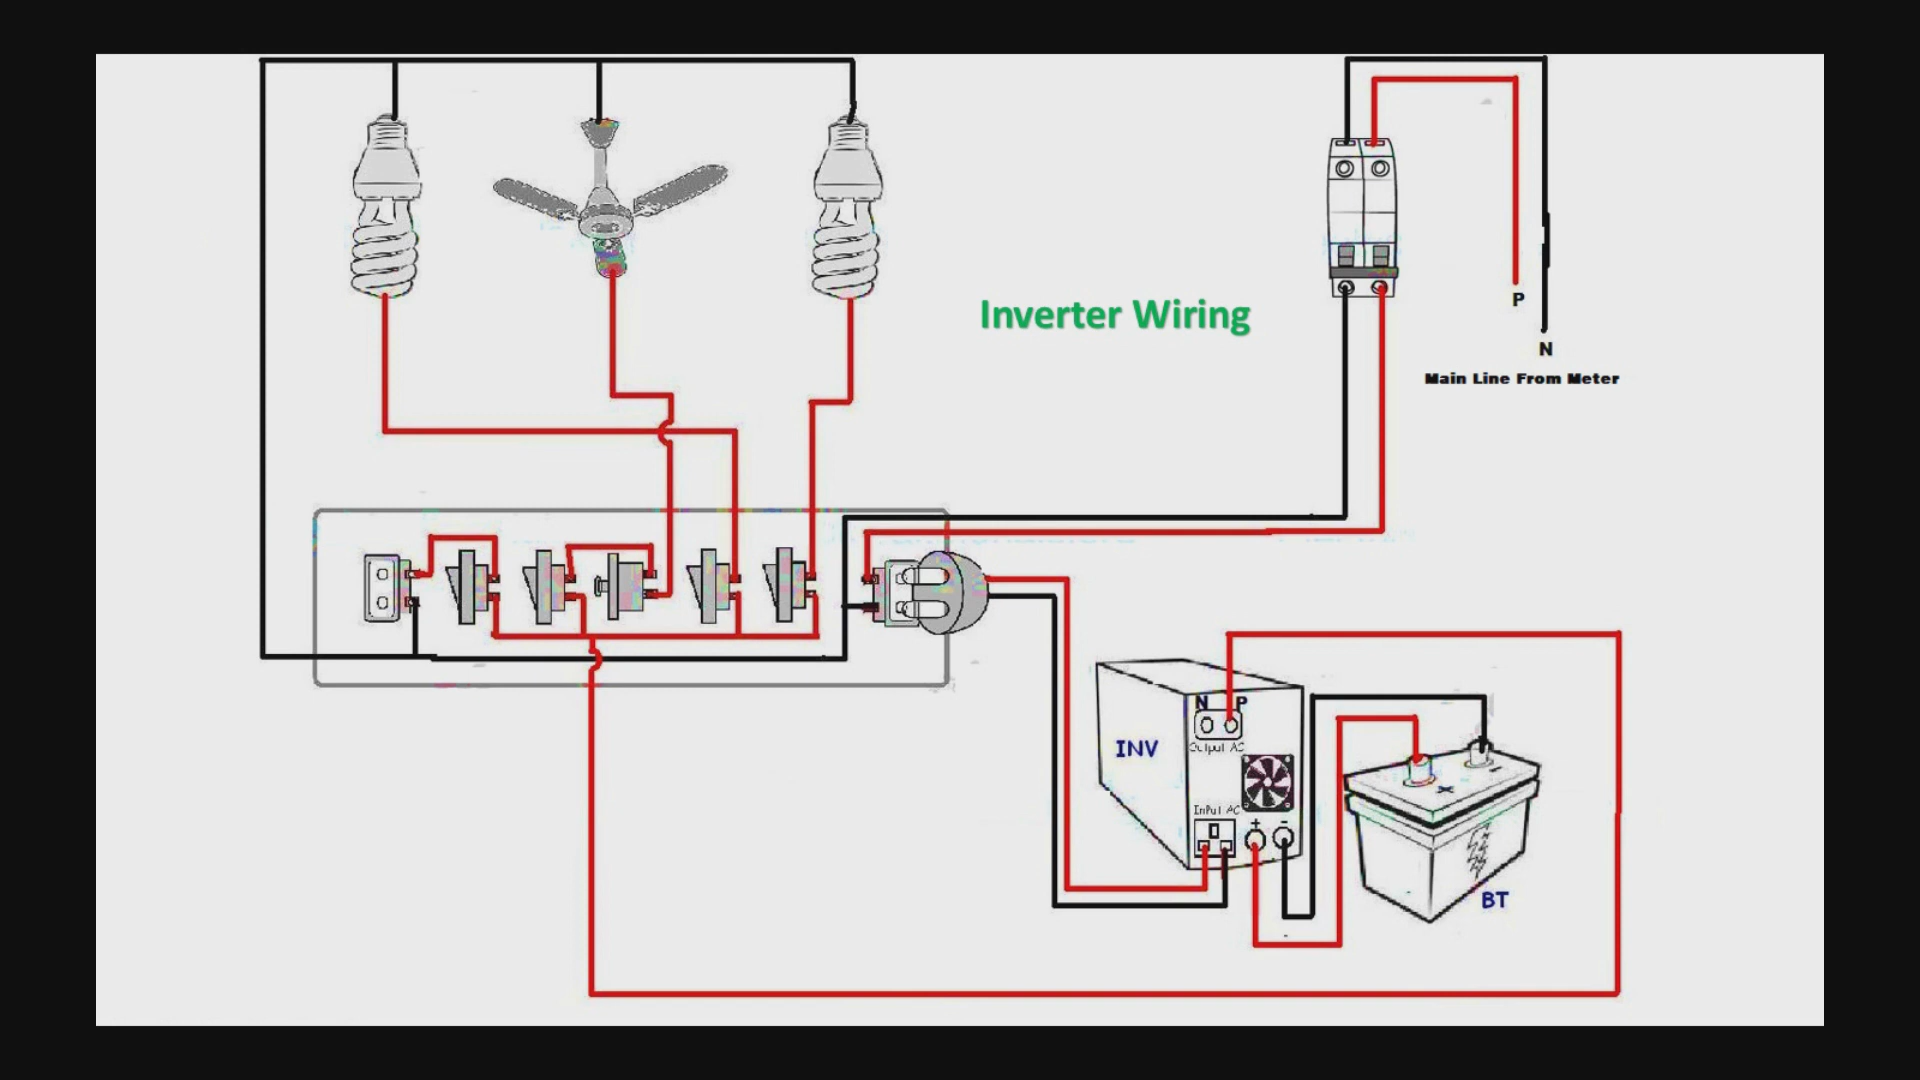 Inverter Wiring
P
N
Main Line From Meter
N P
INV
Output AC
InPut AC
+ -
+ -
BT